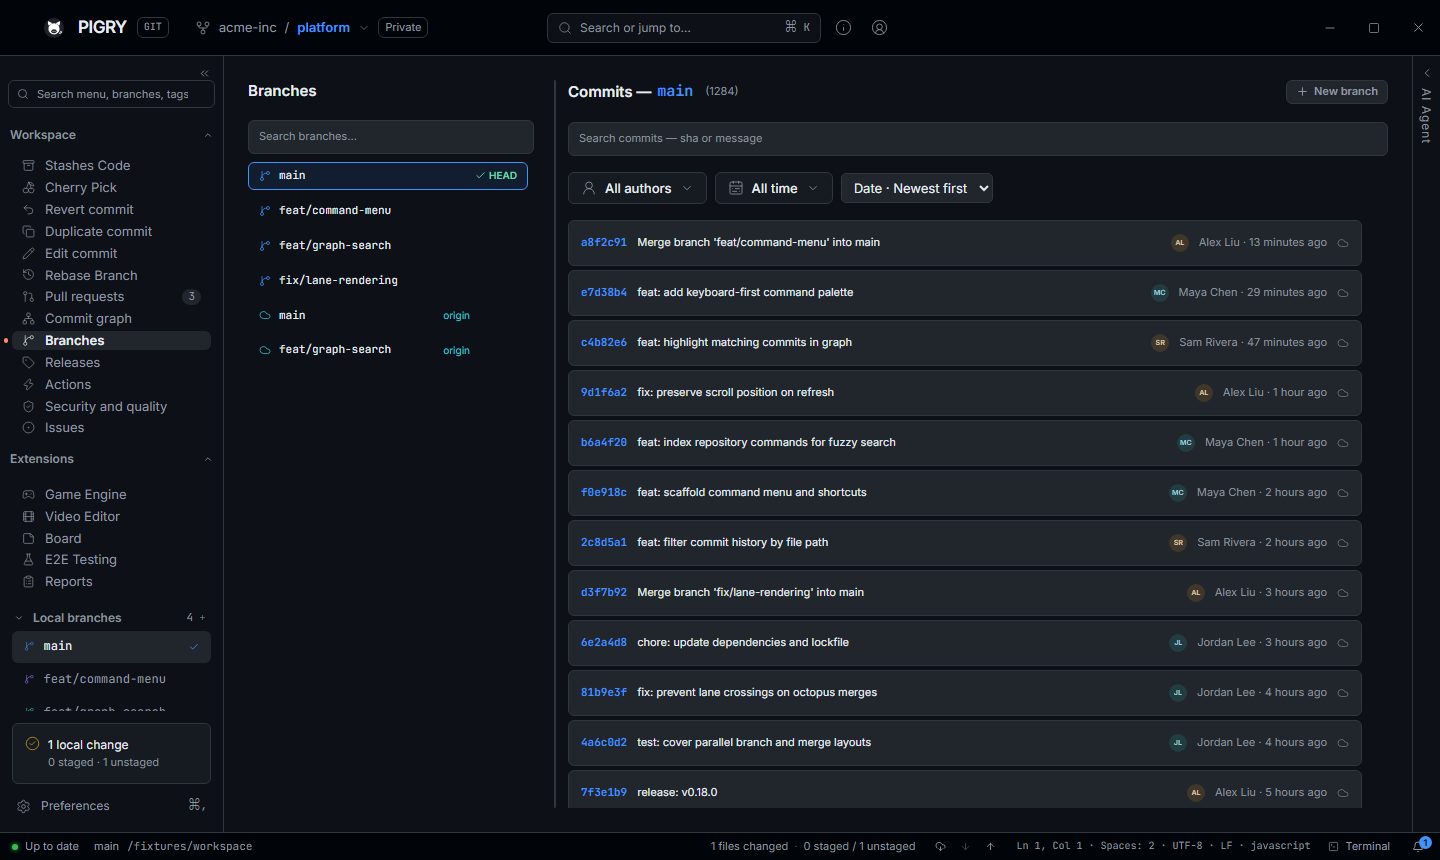 PIGRY GIT acme-inc / platform Private Search or jump to... ⌘ K
Search menu, branches, tags
Workspace
Stashes Code
Cherry Pick
Revert commit
Duplicate commit
Edit commit
Rebase Branch
Pull requests 3
Commit graph
Branches
Releases
Actions
Security and quality
Issues
Extensions
Game Engine
Video Editor
Board
E2E Testing
Reports
Local branches 4 +
main
feat/command-menu
feat/graph-search
1 local change
0 staged · 1 unstaged
Preferences ⌘,
Branches
Search branches...
main HEAD
feat/command-menu
feat/graph-search
fix/lane-rendering
main origin
feat/graph-search origin
Commits — main (1284) + New branch
Search commits — sha or message
All authors All time Date · Newest first
a8f2c91 Merge branch 'feat/command-menu' into main AL Alex Liu · 13 minutes ago
e7d38b4 feat: add keyboard-first command palette MC Maya Chen · 29 minutes ago
c4b82e6 feat: highlight matching commits in graph SR Sam Rivera · 47 minutes ago
9d1f6a2 fix: preserve scroll position on refresh AL Alex Liu · 1 hour ago
b6a4f20 feat: index repository commands for fuzzy search MC Maya Chen · 1 hour ago
f0e918c feat: scaffold command menu and shortcuts MC Maya Chen · 2 hours ago
2c8d5a1 feat: filter commit history by file path SR Sam Rivera · 2 hours ago
d3f7b92 Merge branch 'fix/lane-rendering' into main AL Alex Liu · 3 hours ago
6e2a4d8 chore: update dependencies and lockfile JL Jordan Lee · 3 hours ago
81b9e3f fix: prevent lane crossings on octopus merges JL Jordan Lee · 4 hours ago
4a6c0d2 test: cover parallel branch and merge layouts JL Jordan Lee · 4 hours ago
7f3e1b9 release: v0.18.0 AL Alex Liu · 5 hours ago
AI Agent
Up to date main /fixtures/workspace 1 files changed · 0 staged / 1 unstaged Ln 1, Col 1 · Spaces: 2 · UTF-8 · LF · javascript Terminal 1